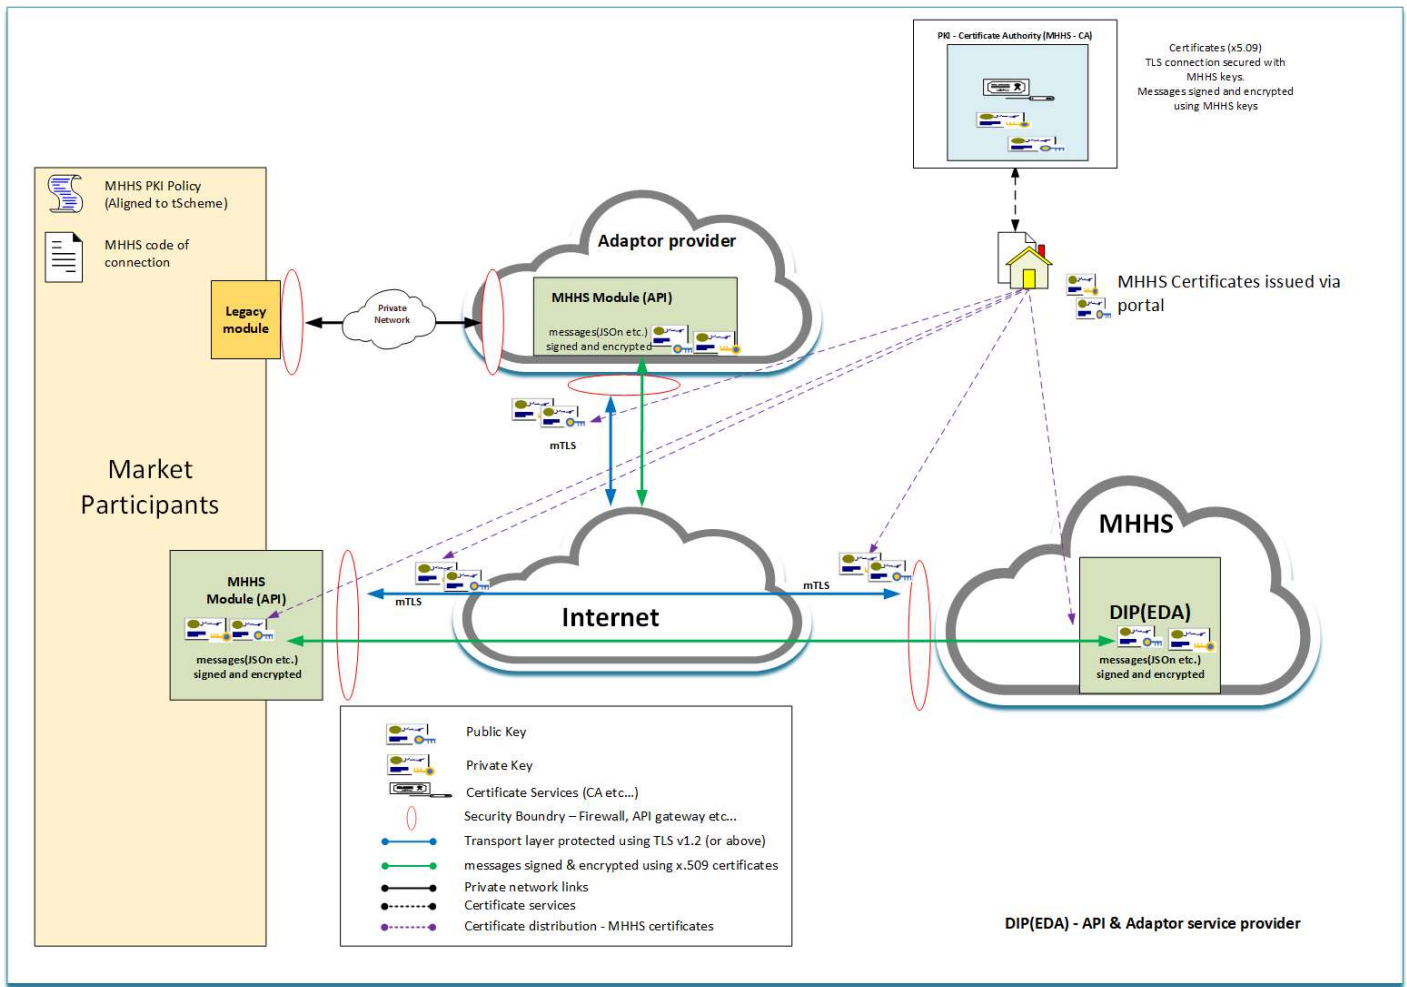 PKI - Certificate Authority (MHHS - CA)
Certificates (x5.09)
TLS connection secured with
MHHS keys.
Messages signed and encrypted
using MHHS keys
MHHS PKI Policy
(Aligned to tScheme)
MHHS code of
connection
Legacy
module
Private
Network
Adaptor provider
MHHS Module (API)
messages(JSOn etc.)
signed and encrypted
MHHS Certificates issued via
portal
mTLS
Market
Participants
MHHS
Module (API)
messages(JSOn etc.)
signed and encrypted
mTLS
Internet
mTLS
MHHS
DIP(EDA)
messages(JSOn etc.)
signed and encrypted
Public Key
Private Key
Certificate Services (CA etc...)
Security Boundry – Firewall, API gateway etc...
Transport layer protected using TLS v1.2 (or above)
messages signed & encrypted using x.509 certificates
Private network links
Certificate services
Certificate distribution - MHHS certificates
DIP(EDA) - API & Adaptor service provider